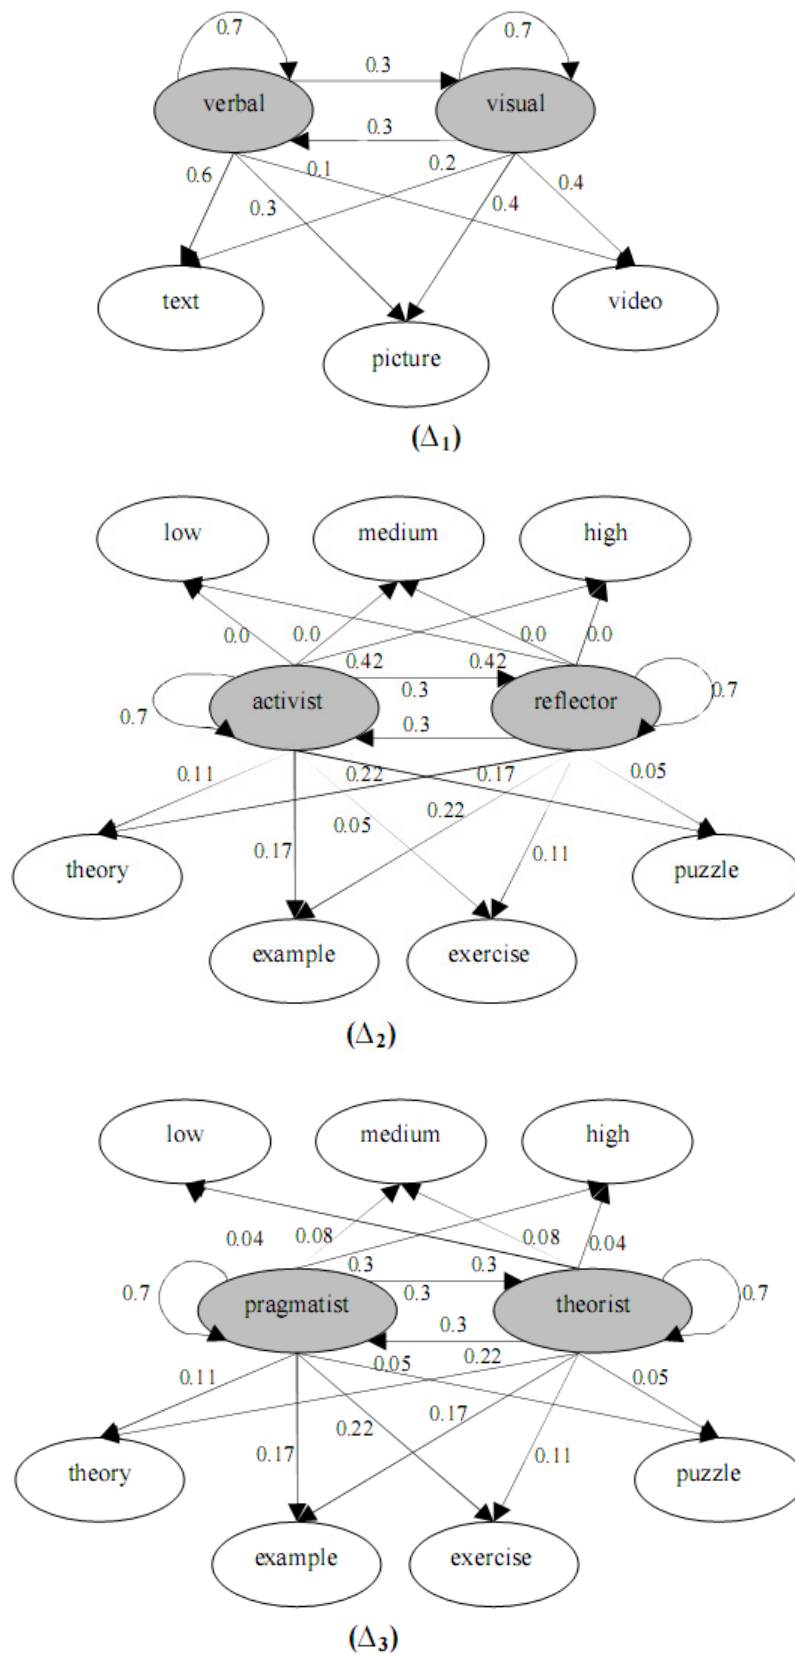 0.7 0.7
0.3
verbal visual
0.3
0.6 0.1 0.2 0.4
0.3 0.4
text video
picture
(Δ1)
low medium high
0.0 0.0 0.0 0.0
0.42 0.42
activist 0.3 reflector 0.7
0.7 0.3
0.11 0.22 0.17 0.05
0.22
0.17 0.05 0.11
theory puzzle
example exercise
(Δ2)
low medium high
0.04 0.08 0.08 0.04
0.3 0.3
0.7 pragmatist 0.3 theorist 0.7
0.3
0.11 0.05 0.22 0.05
0.17
0.17 0.22 0.11
theory puzzle
example exercise
(Δ3)